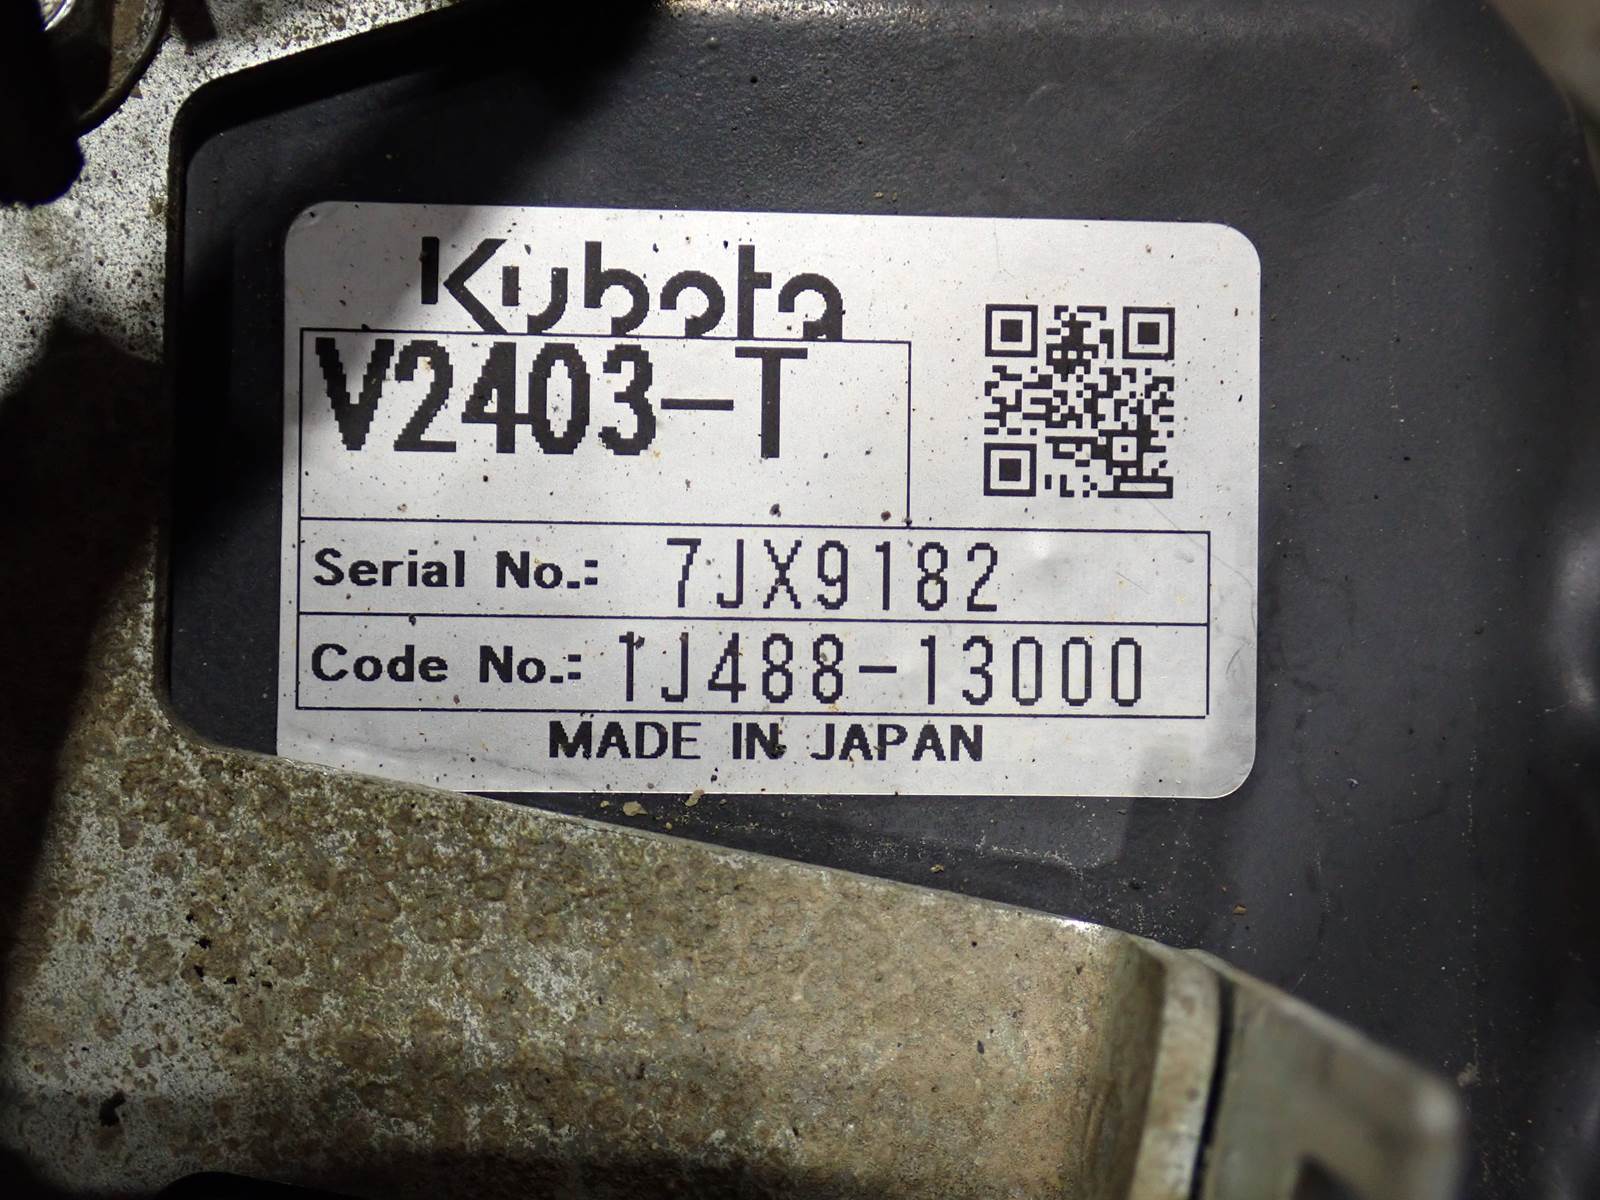 Kubota
V2403-T
Serial No.: 7JX9182
Code No.: 1J488-13000
MADE IN JAPAN